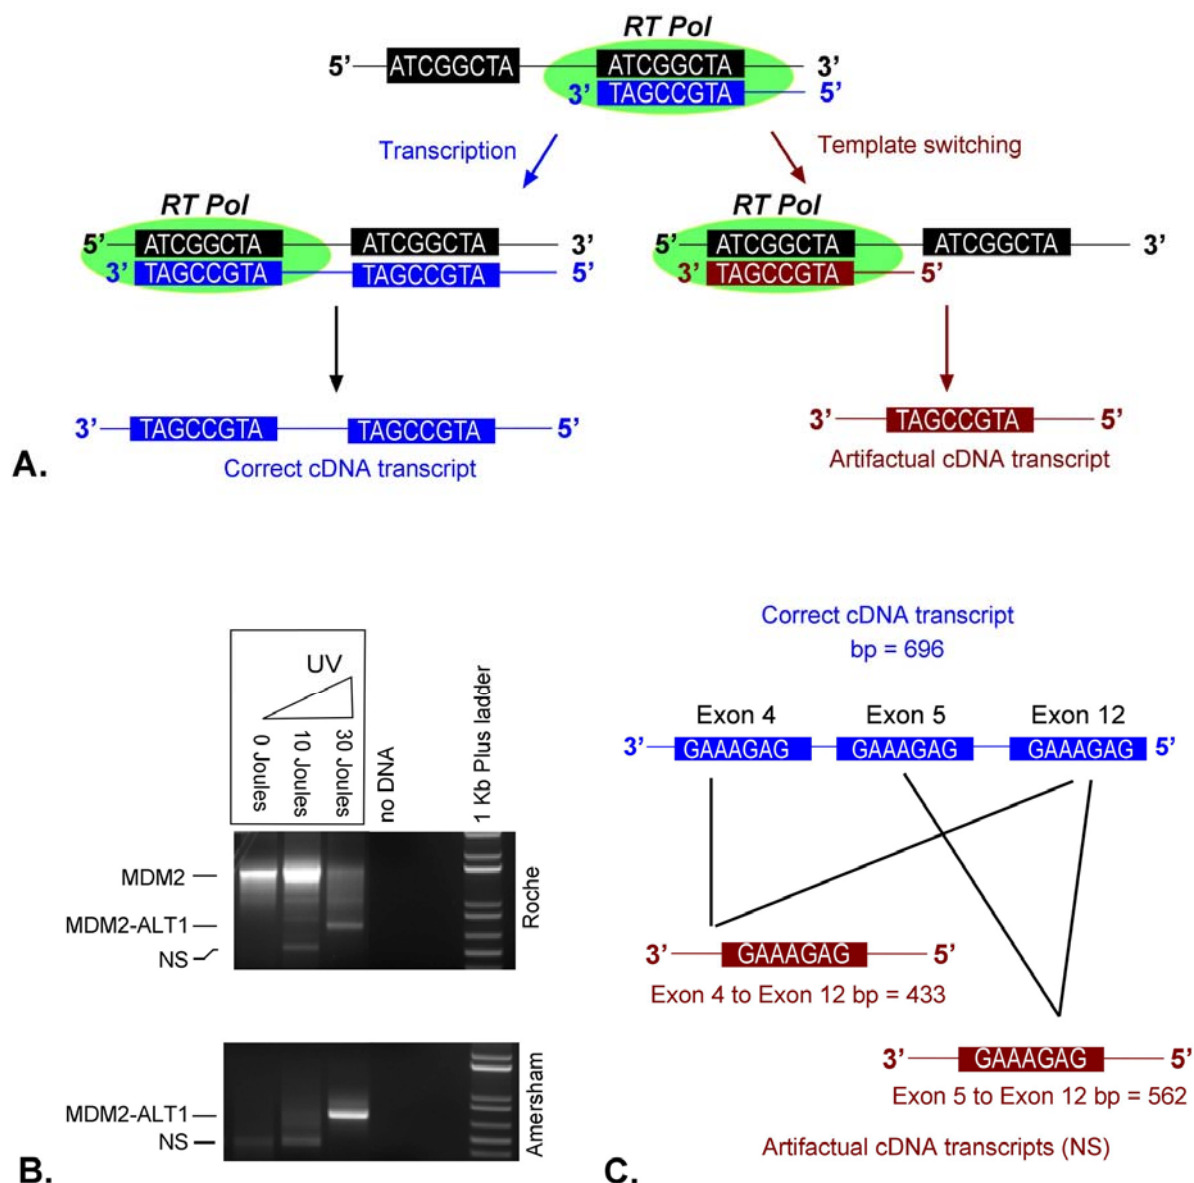 RT Pol
5’ ATCGGCTA ATCGGCTA 3’
3’ TAGCCGTA 5’
Transcription
Template switching
RT Pol
5’ ATCGGCTA ATCGGCTA 3’
3’ TAGCCGTA TAGCCGTA 5’
RT Pol
5’ ATCGGCTA ATCGGCTA 3’
3’ TAGCCGTA 5’
3’ TAGCCGTA TAGCCGTA 5’
Correct cDNA transcript
3’ TAGCCGTA 5’
Artifactual cDNA transcript
A.
UV
0 Joules
10 Joules
30 Joules
no DNA
1 Kb Plus ladder
MDM2
MDM2-ALT1
NS
Roche
MDM2-ALT1
NS
Amersham
B.
Correct cDNA transcript
bp = 696
Exon 4 Exon 5 Exon 12
3’ GAAAGAG GAAAGAG GAAAGAG 5’
3’ GAAAGAG 5’
Exon 4 to Exon 12 bp = 433
3’ GAAAGAG 5’
Exon 5 to Exon 12 bp = 562
Artifactual cDNA transcripts (NS)
C.